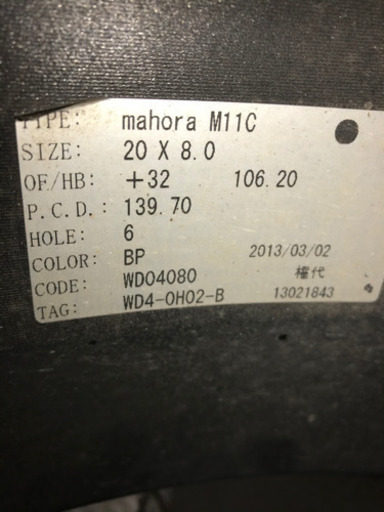 TYPE: mahora M11C
SIZE: 20 X 8.0
OF/HB: +32 106.20
P.C.D.: 139.70
HOLE: 6
COLOR: BP 2013/03/02
CODE: WD04080 権代
TAG: WD4-0H02-B 13021843